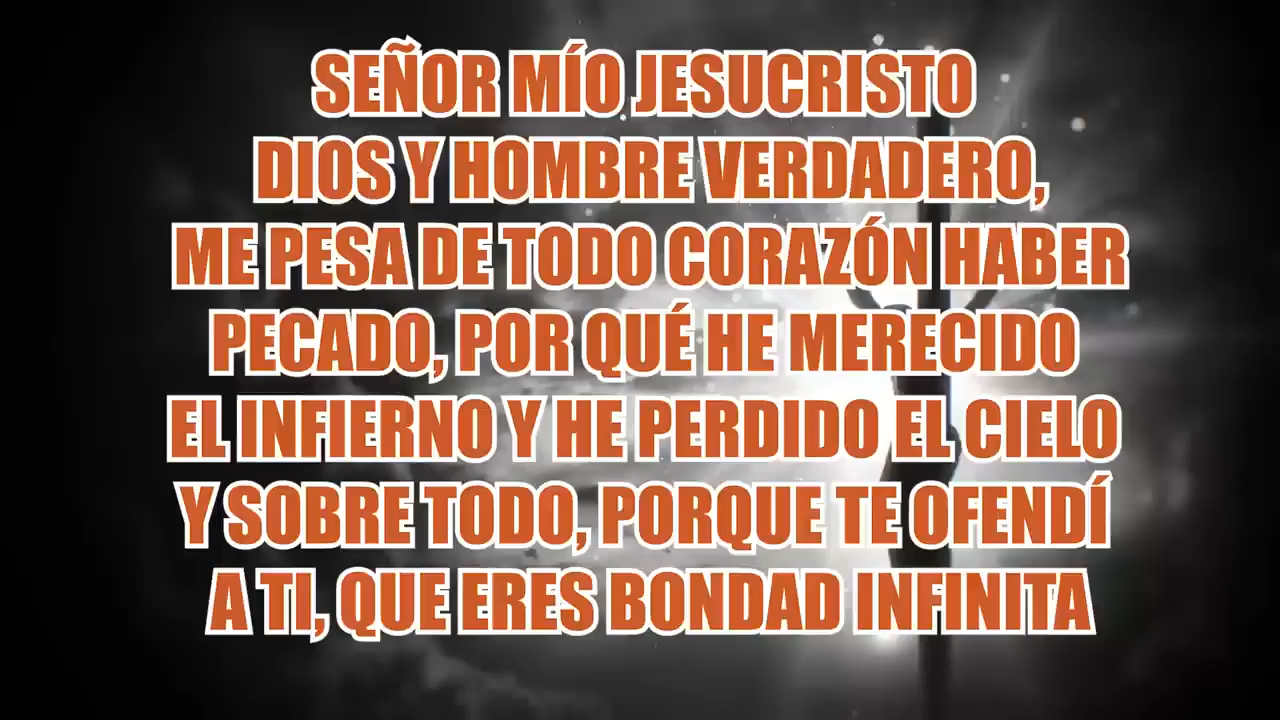 SEÑOR MÍO JESUCRISTO
DIOS Y HOMBRE VERDADERO,
ME PESA DE TODO CORAZÓN HABER
PECADO, POR QUÉ HE MERECIDO
EL INFIERNO Y HE PERDIDO EL CIELO
Y SOBRE TODO, PORQUE TE OFENDÍ
A TI, QUE ERES BONDAD INFINITA